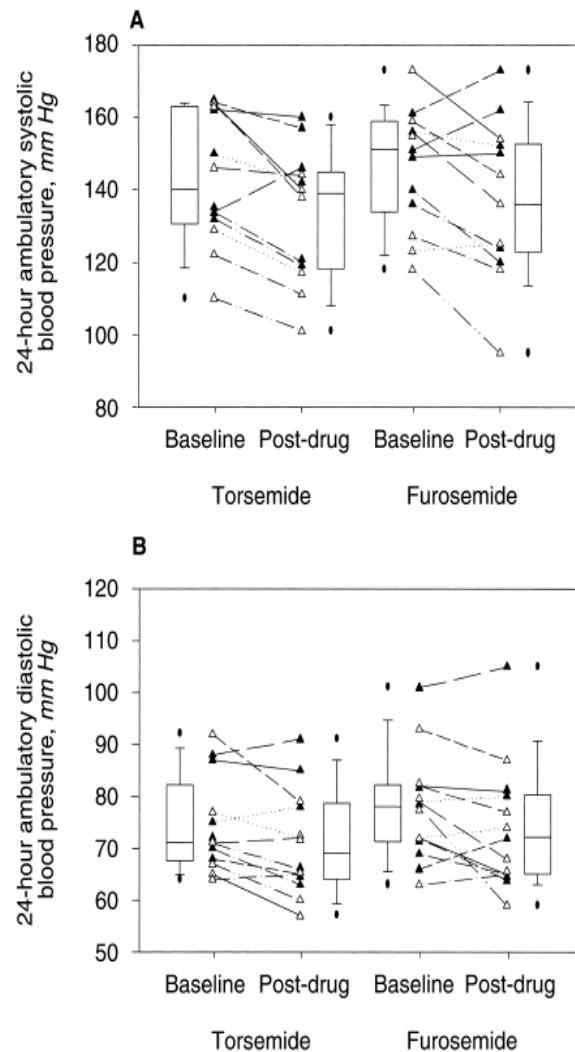 A
24-hour ambulatory systolic
blood pressure, mm Hg
180
160
140
120
100
80
Baseline Post-drug Baseline Post-drug
Torsemide Furosemide
B
24-hour ambulatory diastolic
blood pressure, mm Hg
120
110
100
90
80
70
60
50
Baseline Post-drug Baseline Post-drug
Torsemide Furosemide